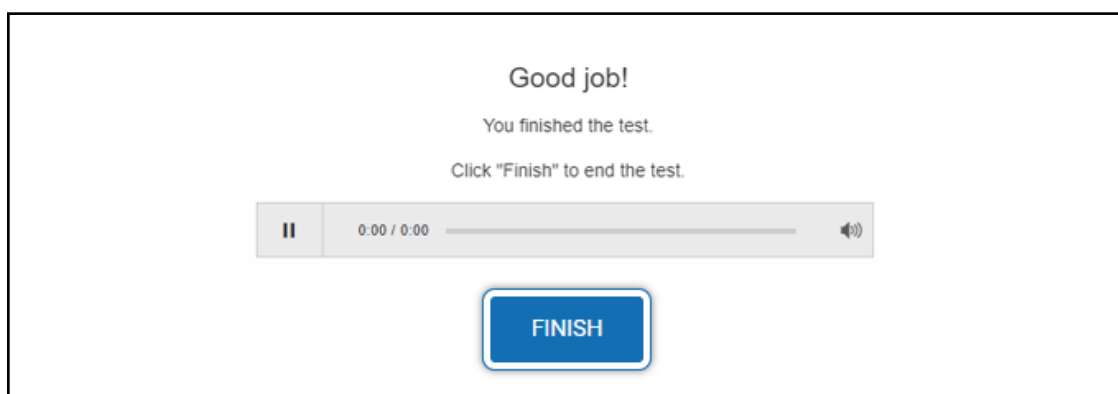 Good job!
You finished the test.
Click "Finish" to end the test.
0:00 / 0:00
FINISH